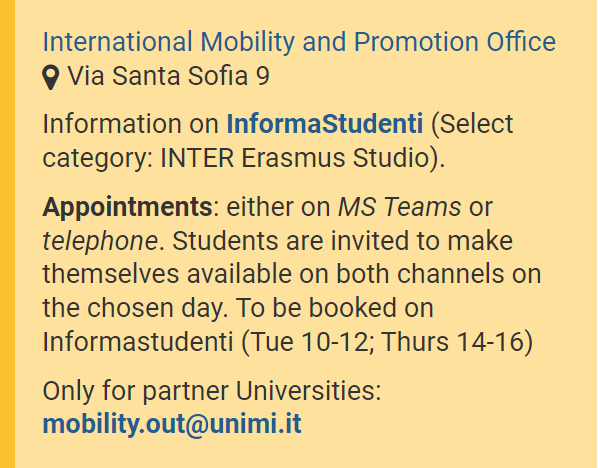 International Mobility and Promotion Office
Via Santa Sofia 9
Information on InformaStudenti (Select
category: INTER Erasmus Studio).
Appointments: either on MS Teams or
telephone. Students are invited to make
themselves available on both channels on
the chosen day. To be booked on
Informastudenti (Tue 10-12; Thurs 14-16)
Only for partner Universities:
mobility.out@unimi.it